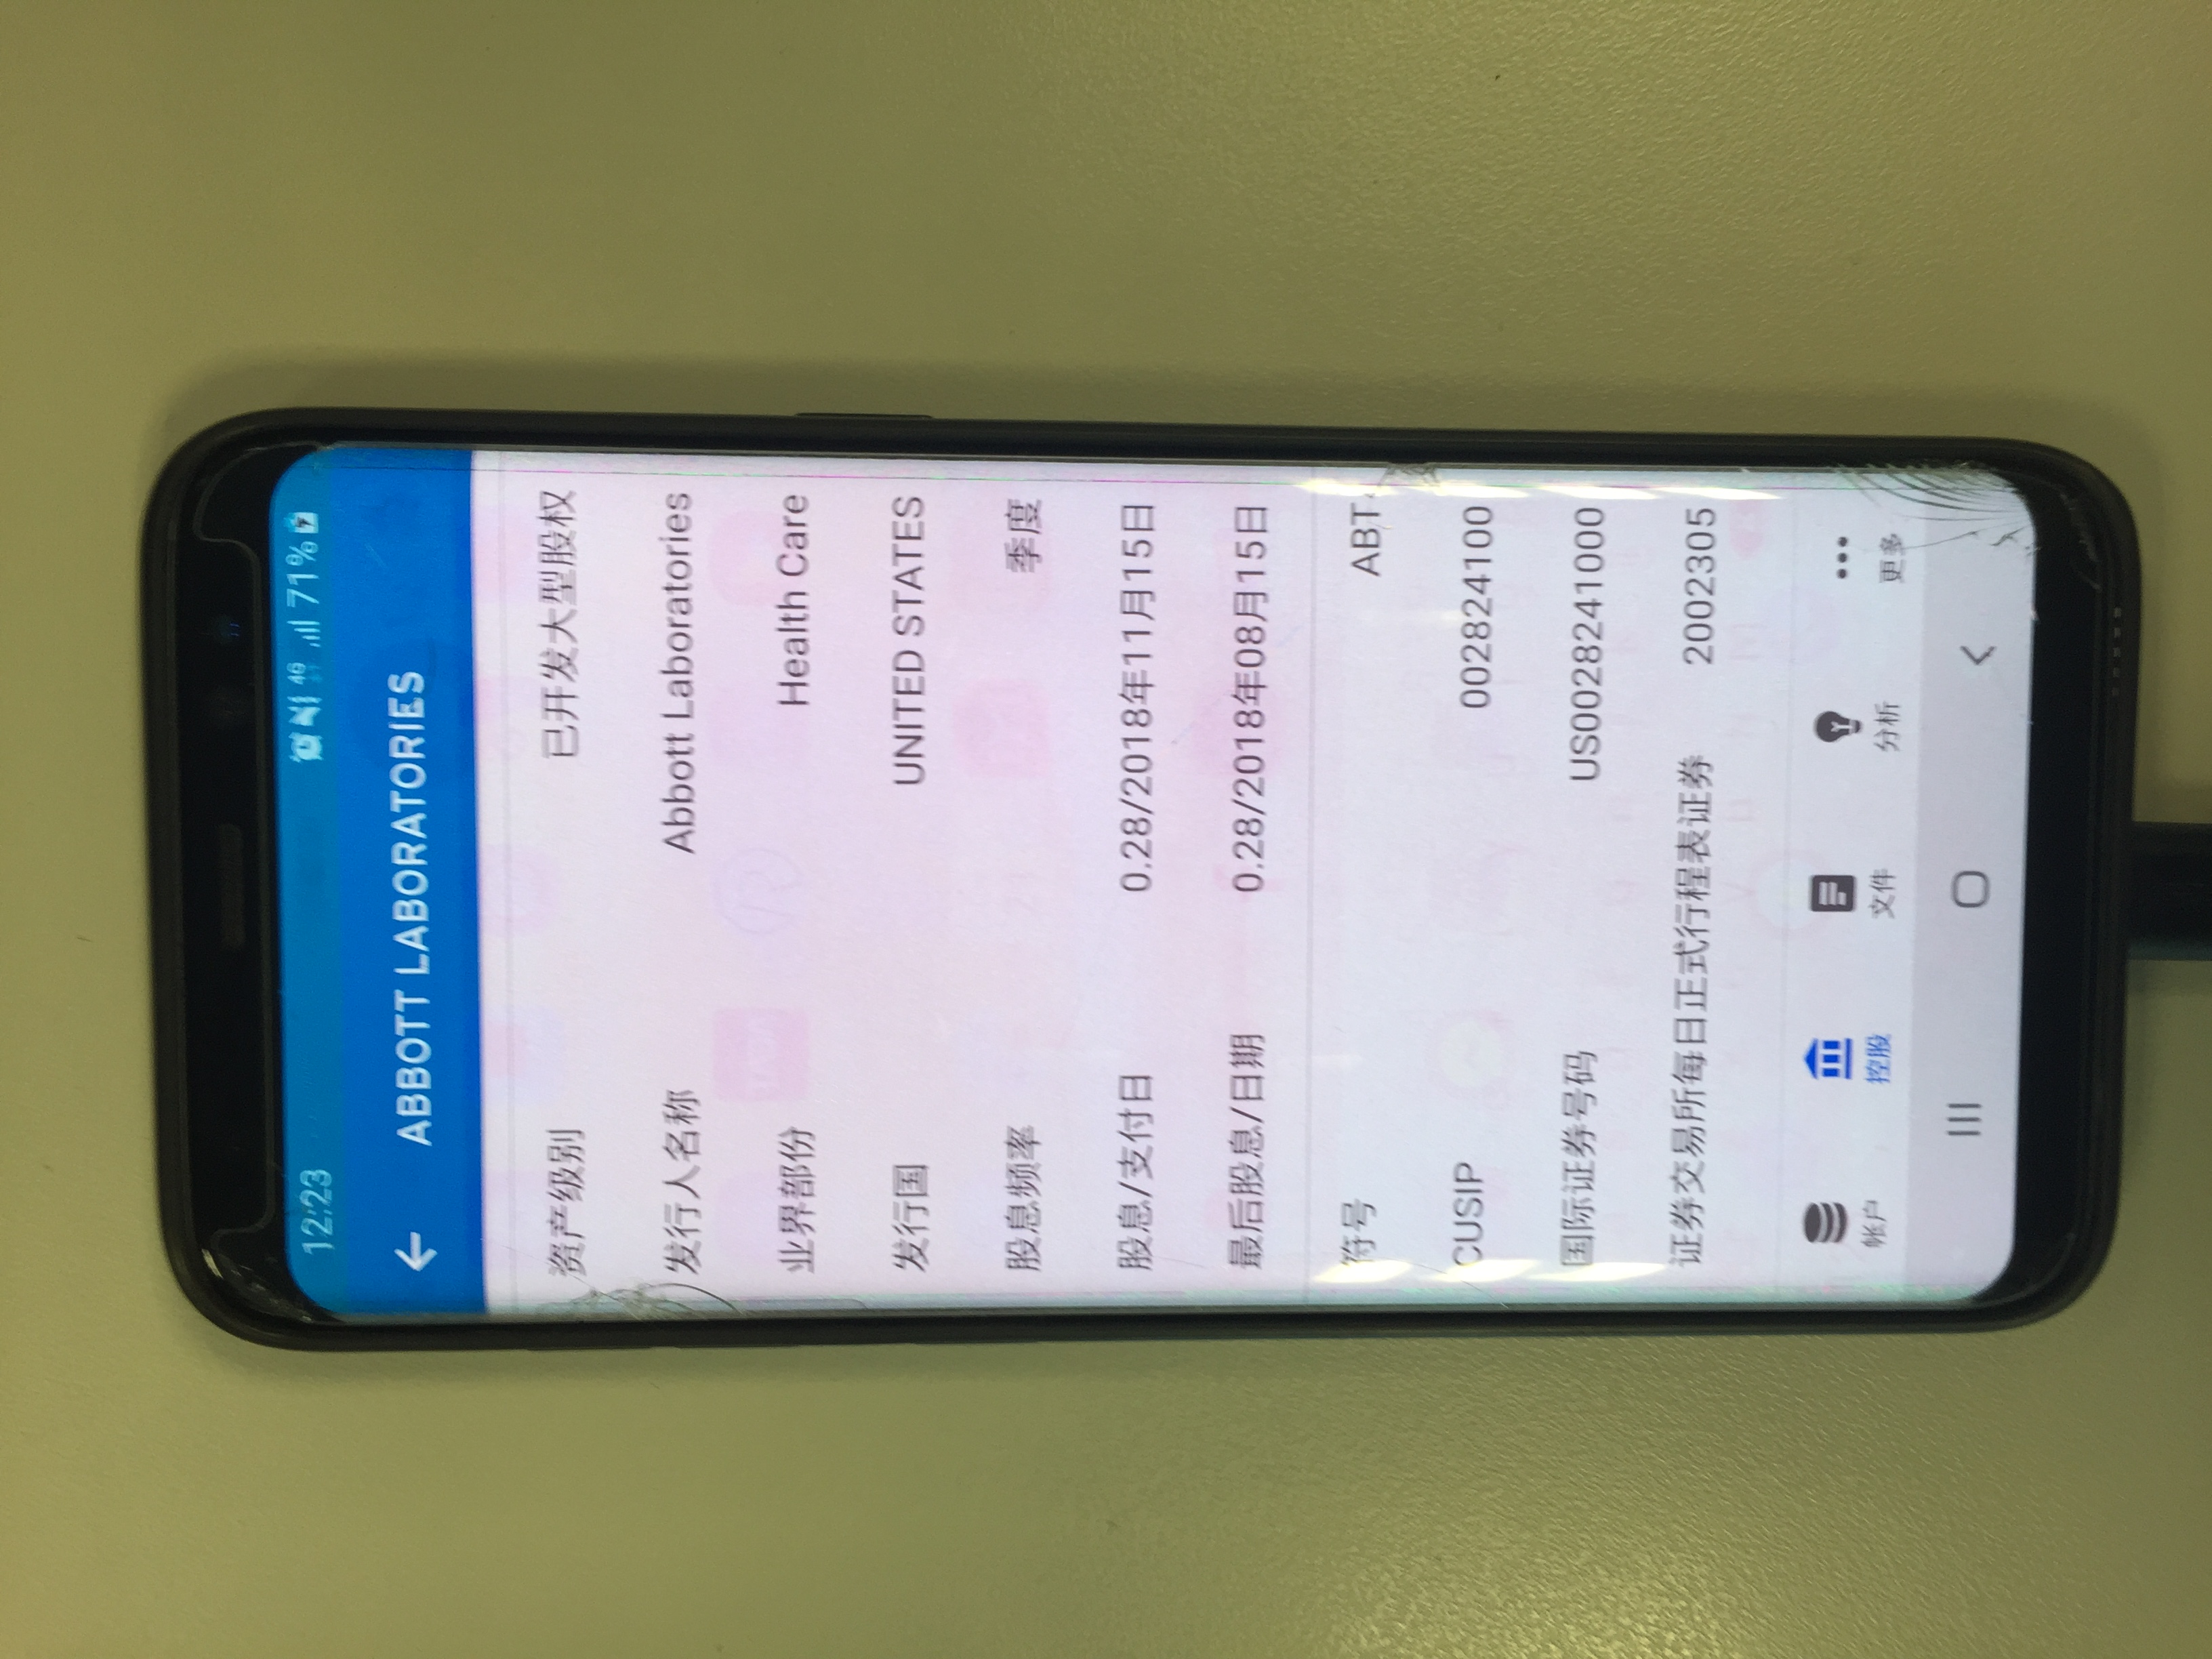 12:23 4G 71%
ABBOTT LABORATORIES
资产级别 已开发大型股权
发行人名称 Abbott Laboratories
业界部份 Health Care
发行国 UNITED STATES
股息频率 季度
股息/支付日 0.28/2018年11月15日
最后股息/日期 0.28/2018年08月15日
符号 ABT
CUSIP 002824100
国际证券号码 US0028241000
证券交易所每日正式行程表证券 2002305
帐户 控股 文件 分析 更多